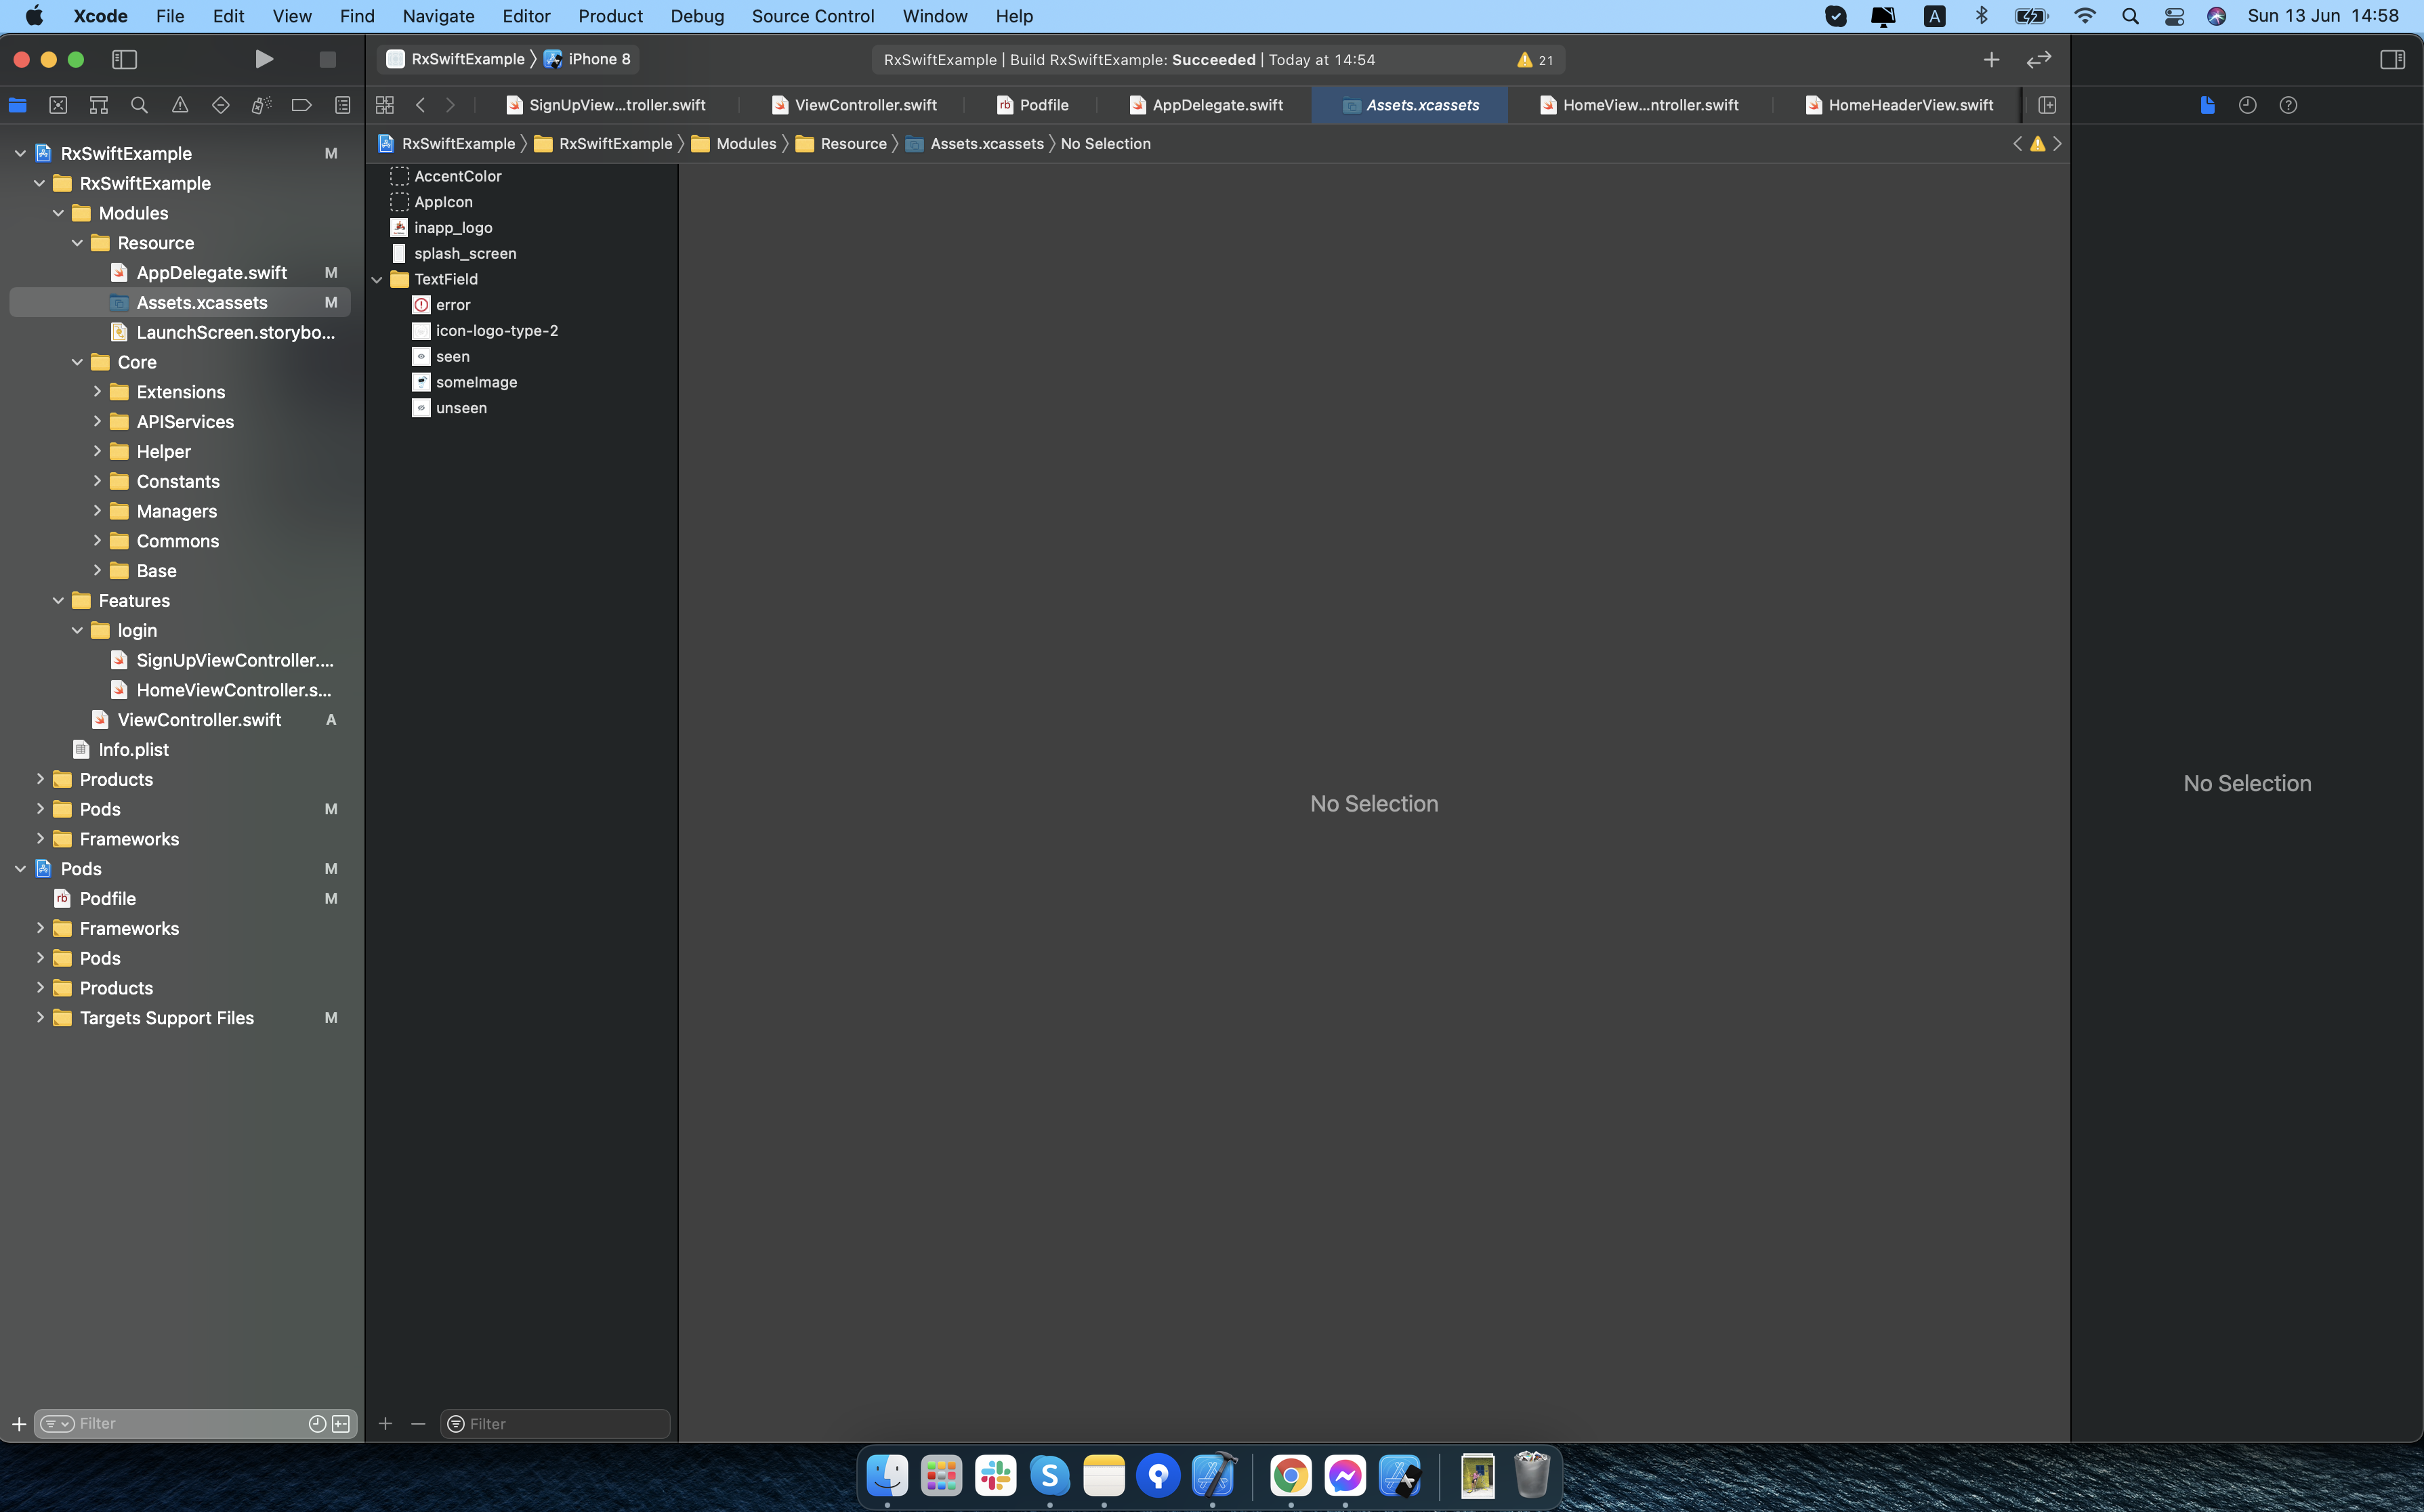 Xcode File Edit View Find Navigate Editor Product Debug Source Control Window Help A Sun 13 Jun 14:58
RxSwiftExample iPhone 8 RxSwiftExample | Build RxSwiftExample: Succeeded | Today at 14:54 21
SignUpView...troller.swift ViewController.swift rb Podfile AppDelegate.swift Assets.xcassets HomeView...ntroller.swift HomeHeaderView.swift
RxSwiftExample RxSwiftExample Modules Resource Assets.xcassets No Selection
RxSwiftExample M
RxSwiftExample
Modules
Resource
AppDelegate.swift M
Assets.xcassets M
LaunchScreen.storybo...
Core
Extensions
APIServices
Helper
Constants
Managers
Commons
Base
Features
login
SignUpViewController....
HomeViewController.s...
ViewController.swift A
Info.plist
Products
Pods M
Frameworks
Pods M
rb Podfile M
Frameworks
Pods
Products
Targets Support Files M
Filter
AccentColor
AppIcon
inapp_logo
splash_screen
TextField
error
icon-logo-type-2
seen
someImage
unseen
Filter
No Selection
No Selection
S